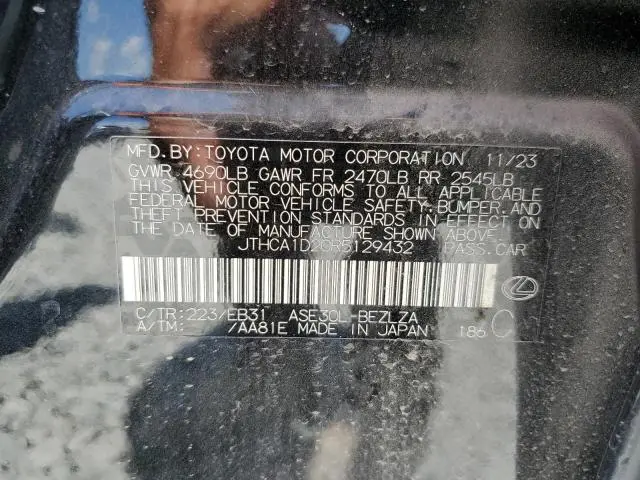 MFD. BY: TOYOTA MOTOR CORPORATION 11/23
GVWR 4690LB GAWR FR 2470LB RR 2545LB
THIS VEHICLE CONFORMS TO ALL APPLICABLE
FEDERAL MOTOR VEHICLE SAFETY, BUMPER, AND
THEFT PREVENTION STANDARDS IN EFFECT ON
THE DATE OF MANUFACTURE SHOWN ABOVE.
JTHCA1D20R5129432 PASS.CAR
C/TR: 223/EB31 ASE30L-BEZLZA
A/TM: /AA81E MADE IN JAPAN 186 C